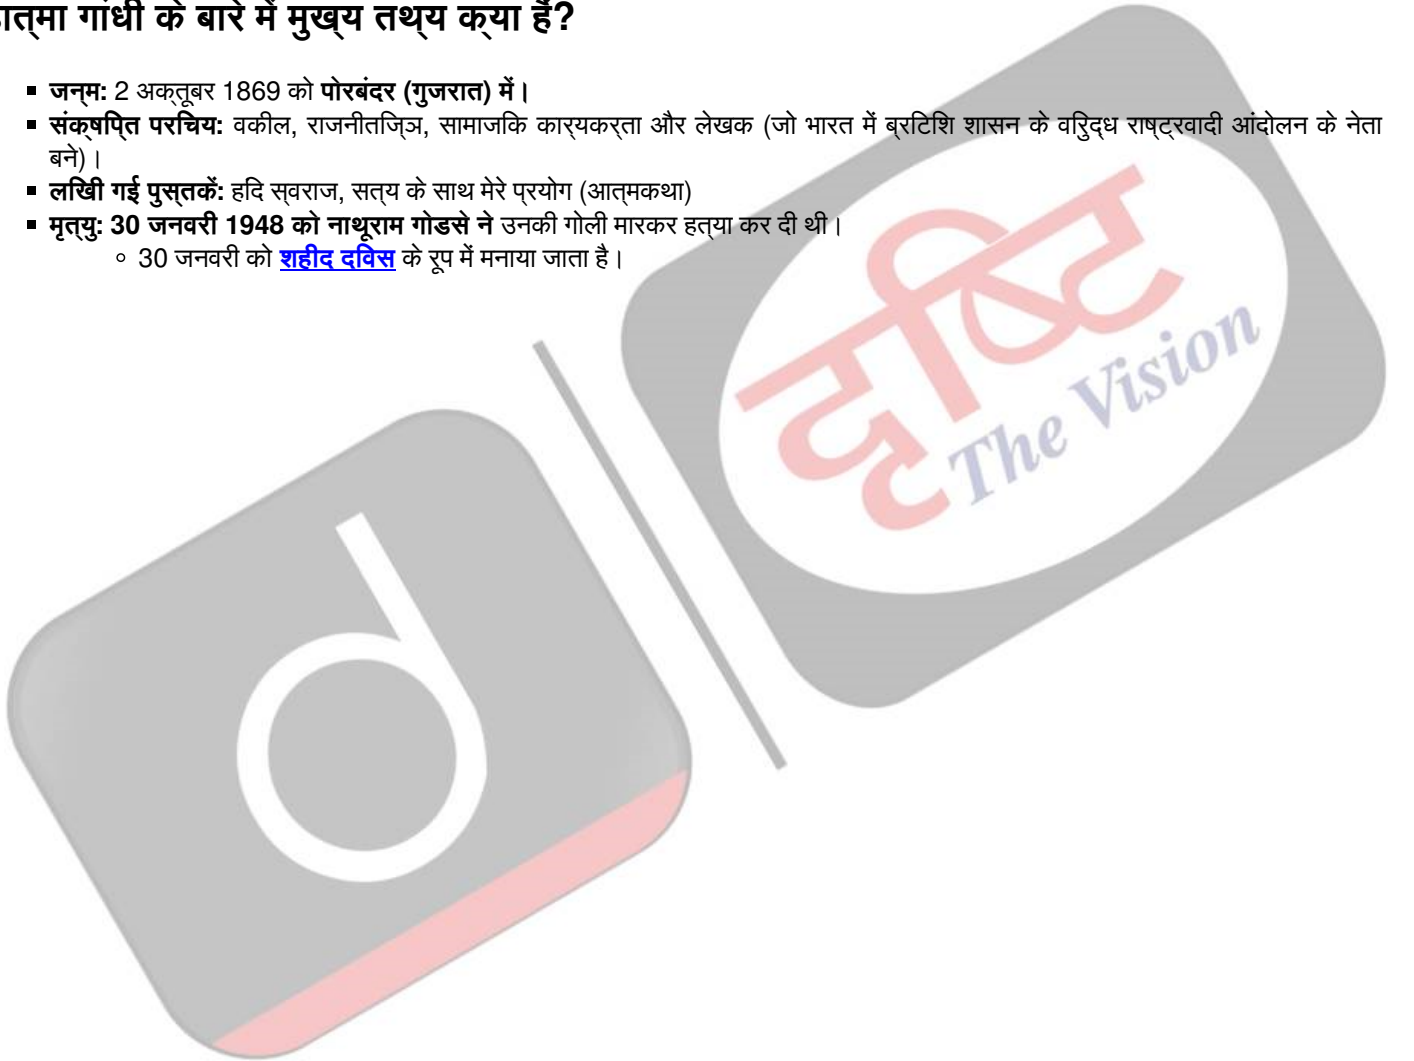 ात्मा गांधी के बारे में मुख्य तथ्य क्या हैं?
जन्म: 2 अक्तूबर 1869 को पोरबंदर (गुजरात) में।
संक्षिप्त परिचय: वकील, राजनीतिज्ञ, सामाजिक कार्यकर्ता और लेखक (जो भारत में ब्रिटिश शासन के विरुद्ध राष्ट्रवादी आंदोलन के नेता
बने)।
लिखी गई पुस्तकें: हिंद स्वराज, सत्य के साथ मेरे प्रयोग (आत्मकथा)
मृत्यु: 30 जनवरी 1948 को नाथूराम गोडसे ने उनकी गोली मारकर हत्या कर दी थी।
30 जनवरी को शहीद दिवस के रूप में मनाया जाता है।
दृष्टि
The Vision
d